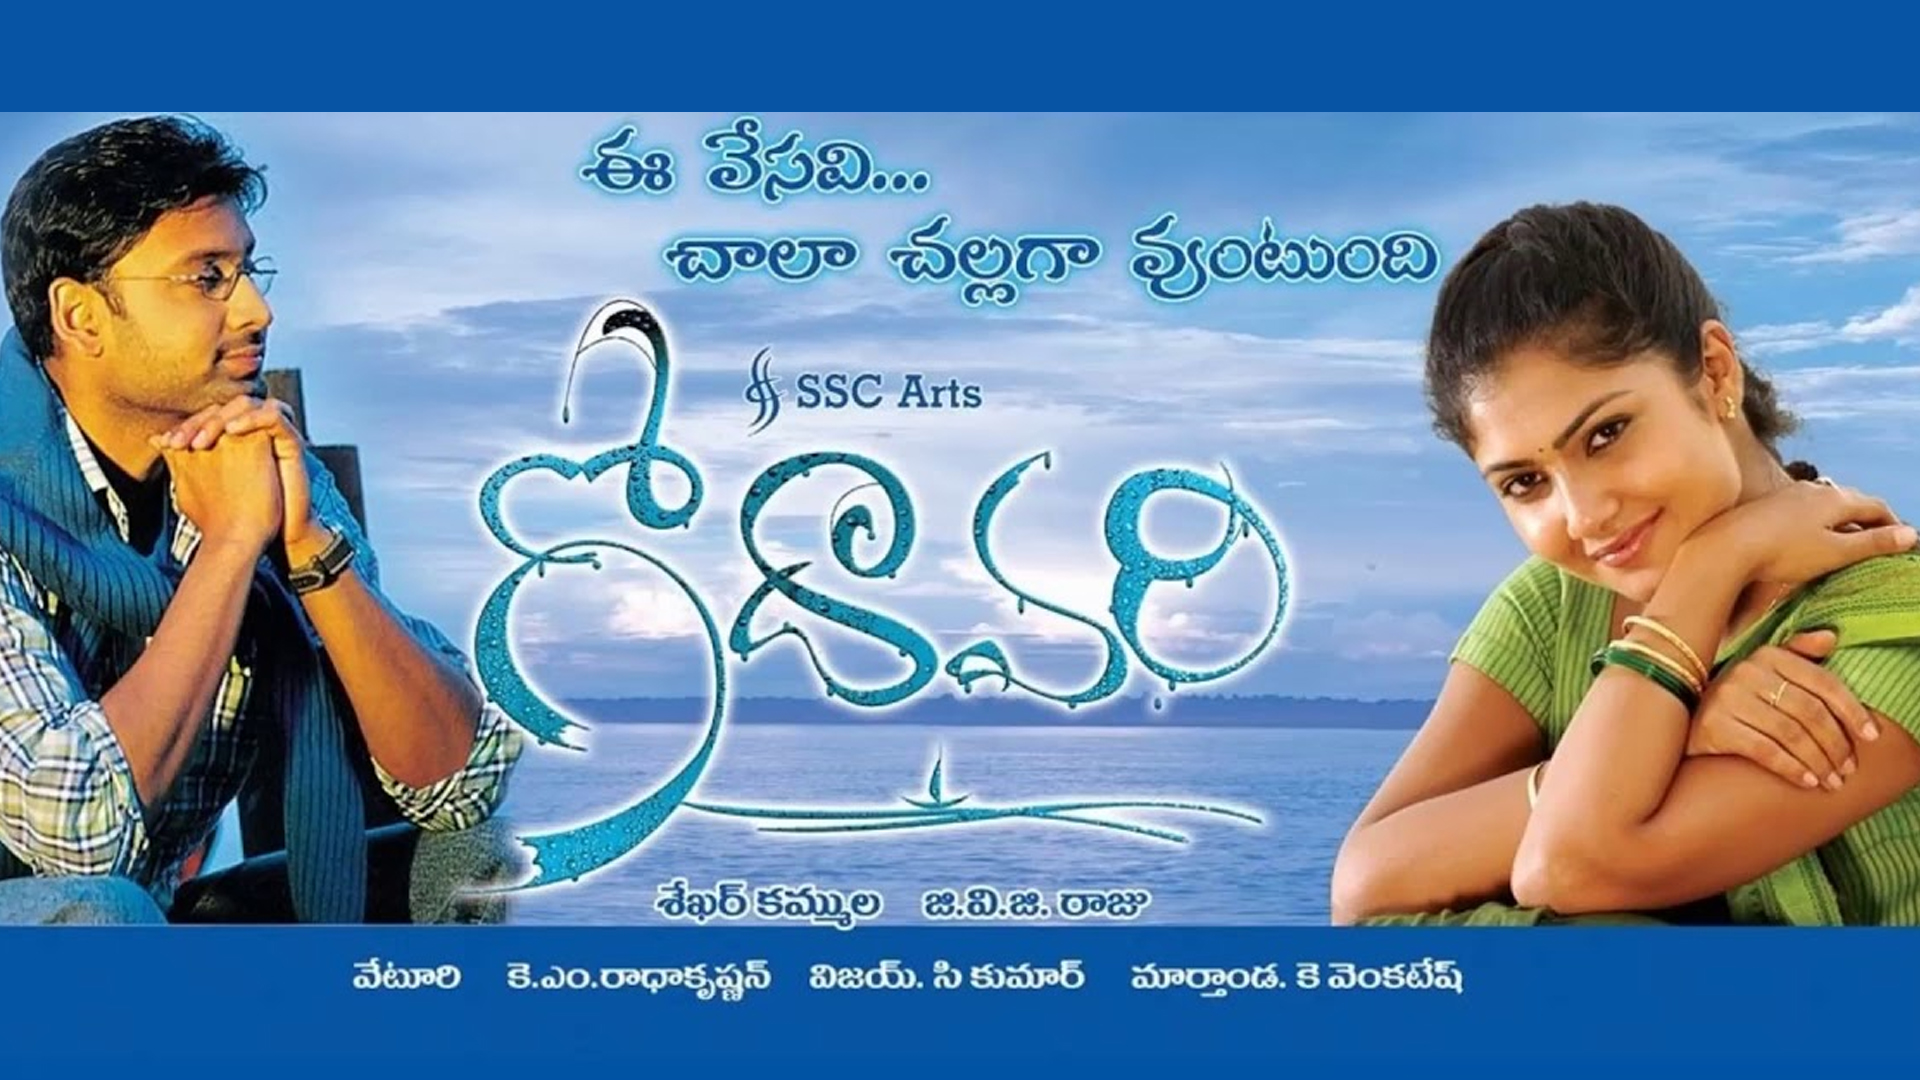 ఈ వేసవి...
చాలా చల్లగా వ్వుంటుంది
SSC Arts
గోదావరి
శేఖర్ కమ్ముల జి.వి.జి. రాజు
వేటూరి కె.ఎం.రాధాకృష్ణన్ విజయ్. సి కుమార్ మార్తాండ. కె వెంకటేష్